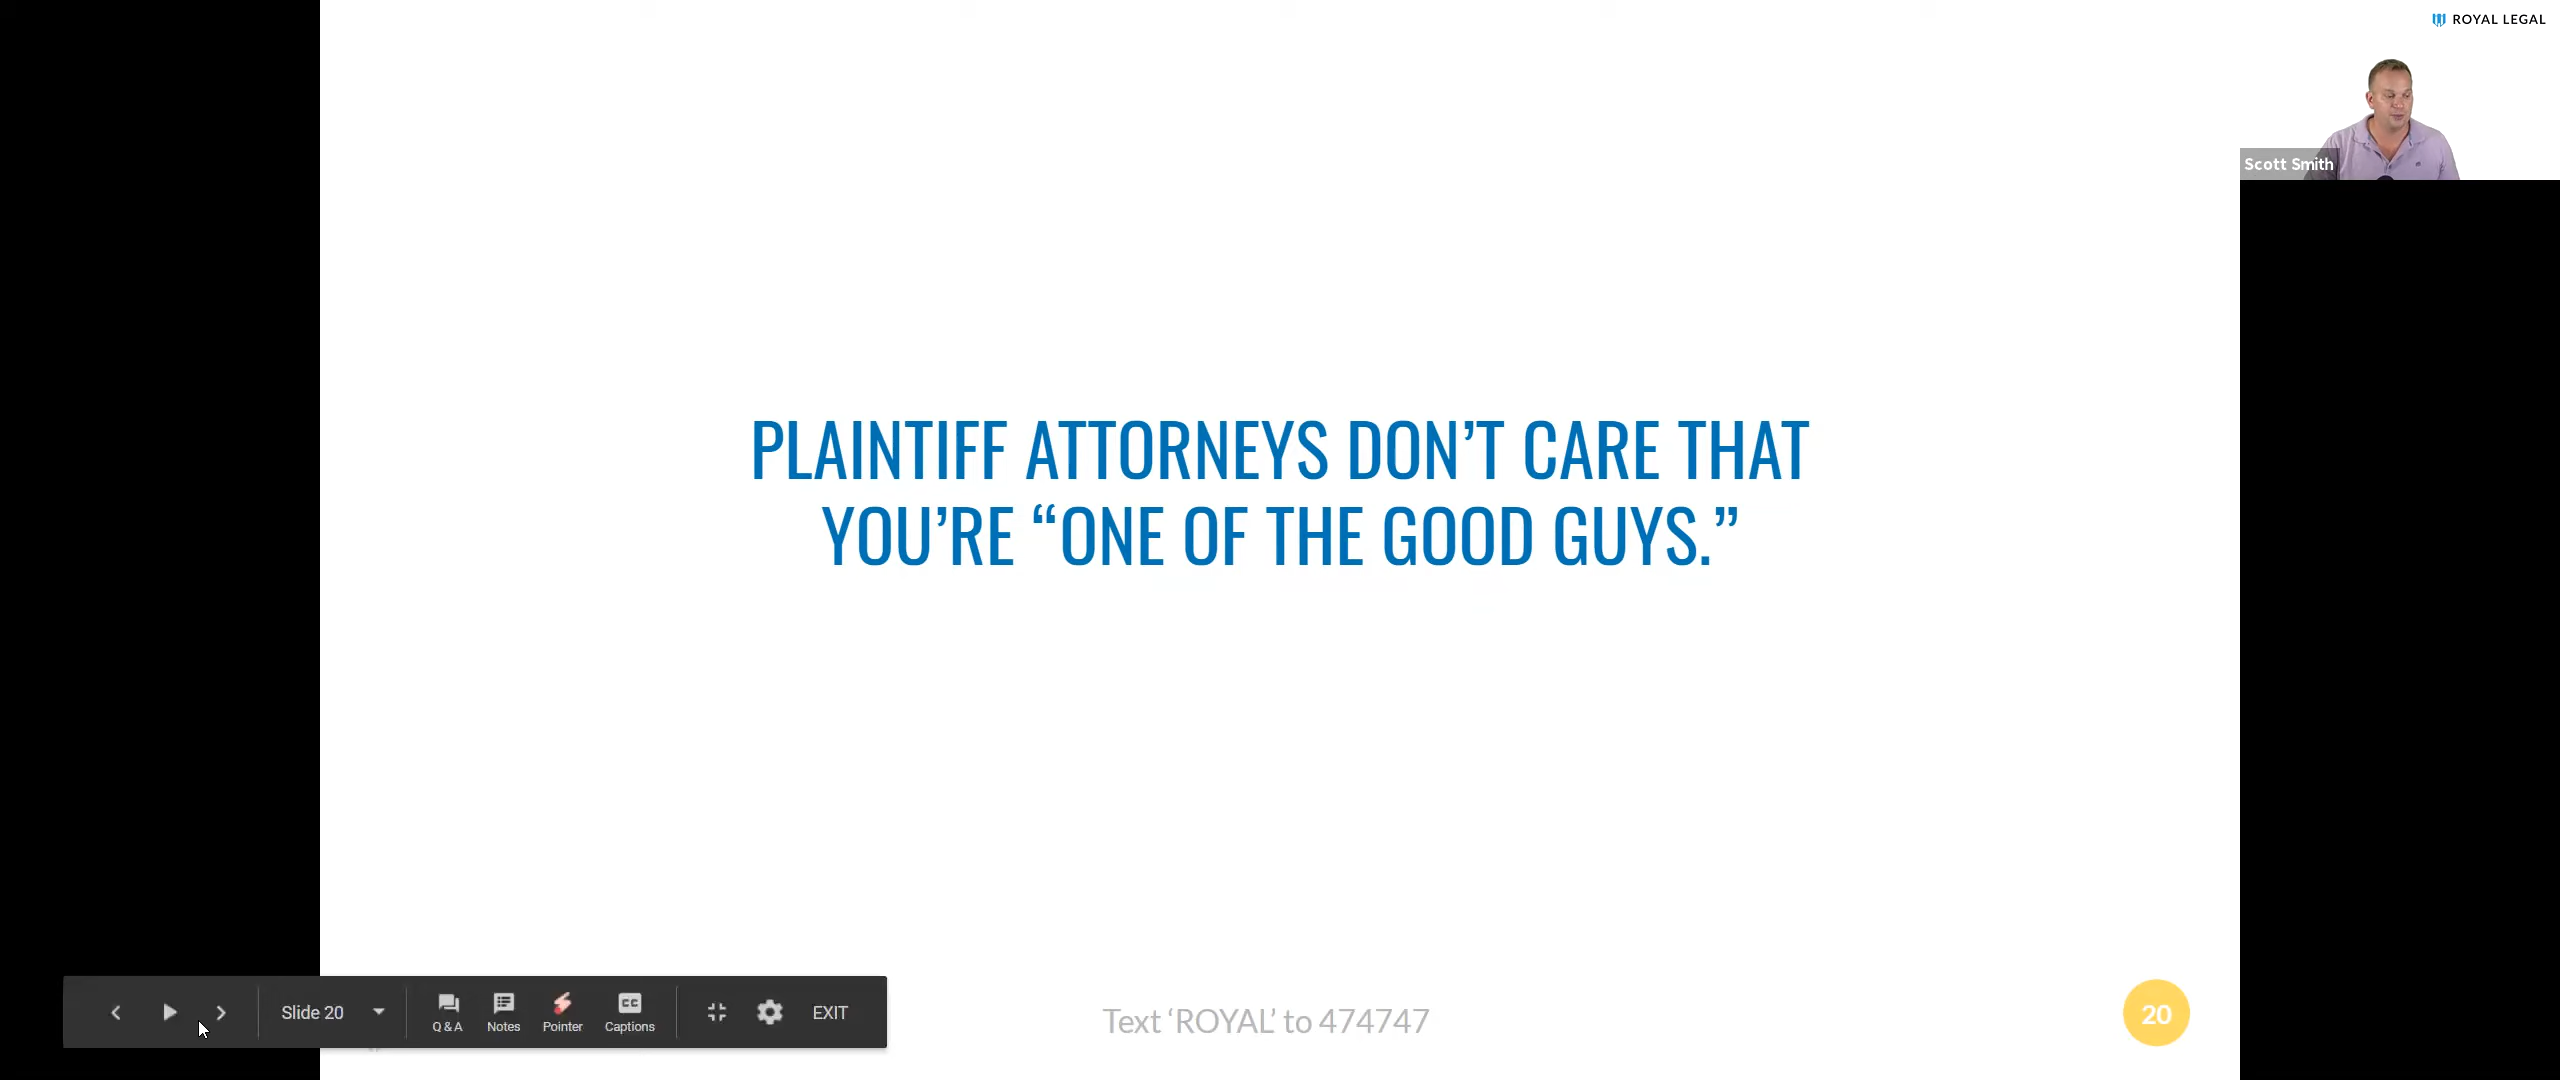 ROYAL LEGAL
Scott Smith
PLAINTIFF ATTORNEYS DON’T CARE THAT
YOU’RE “ONE OF THE GOOD GUYS.”
Slide 20
Q & A
Notes
Pointer
CC
Captions
EXIT
Text ‘ROYAL’ to 474747
20